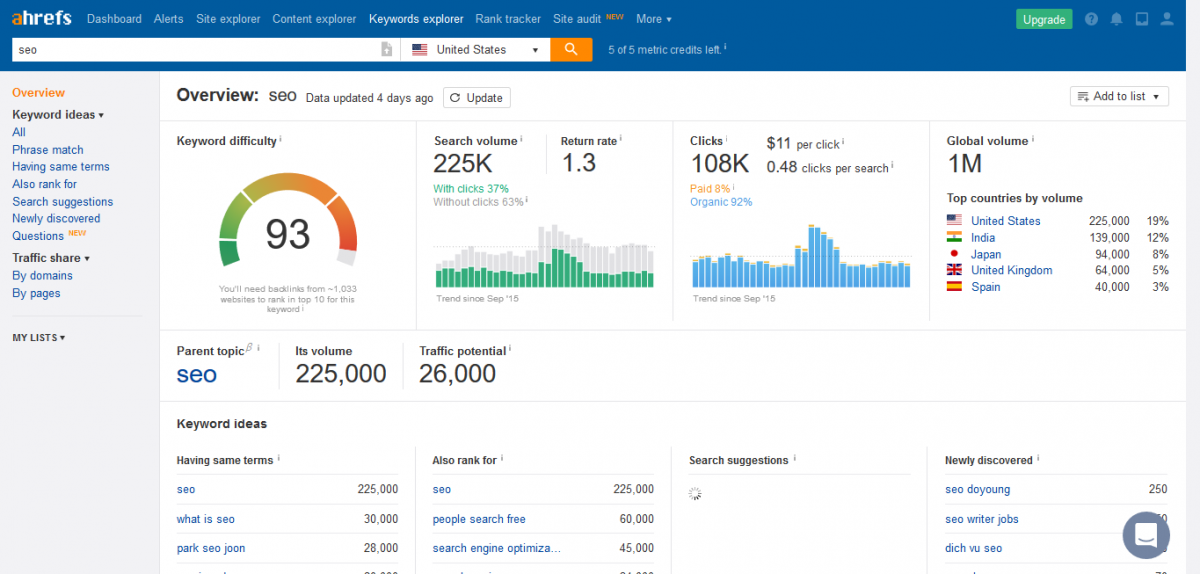 ahrefs Dashboard Alerts Site explorer Content explorer Keywords explorer Rank tracker Site audit NEW More Upgrade
seo United States 5 of 5 metric credits left. i
Overview
Keyword ideas
All
Phrase match
Having same terms
Also rank for
Search suggestions
Newly discovered
Questions NEW
Traffic share
By domains
By pages
MY LISTS
Overview: seo Data updated 4 days ago Update Add to list
Keyword difficulty i
93
You'll need backlinks from ~1,033
websites to rank in top 10 for this
keyword i
Search volume i
225K
With clicks 37%
Without clicks 63% i
Trend since Sep '15
Return rate i
1.3
Clicks i
108K
$11 per click i
0.48 clicks per search i
Paid 8% i
Organic 92%
Trend since Sep '15
Global volume i
1M
Top countries by volume
United States 225,000 19%
India 139,000 12%
Japan 94,000 8%
United Kingdom 64,000 5%
Spain 40,000 3%
Parent topic β i
seo
Its volume
225,000
Traffic potential i
26,000
Keyword ideas
Having same terms i
seo 225,000
what is seo 30,000
park seo joon 28,000
Also rank for i
seo 225,000
people search free 60,000
search engine optimiza... 45,000
Search suggestions i
Newly discovered i
seo doyoung 250
seo writer jobs
dich vu seo